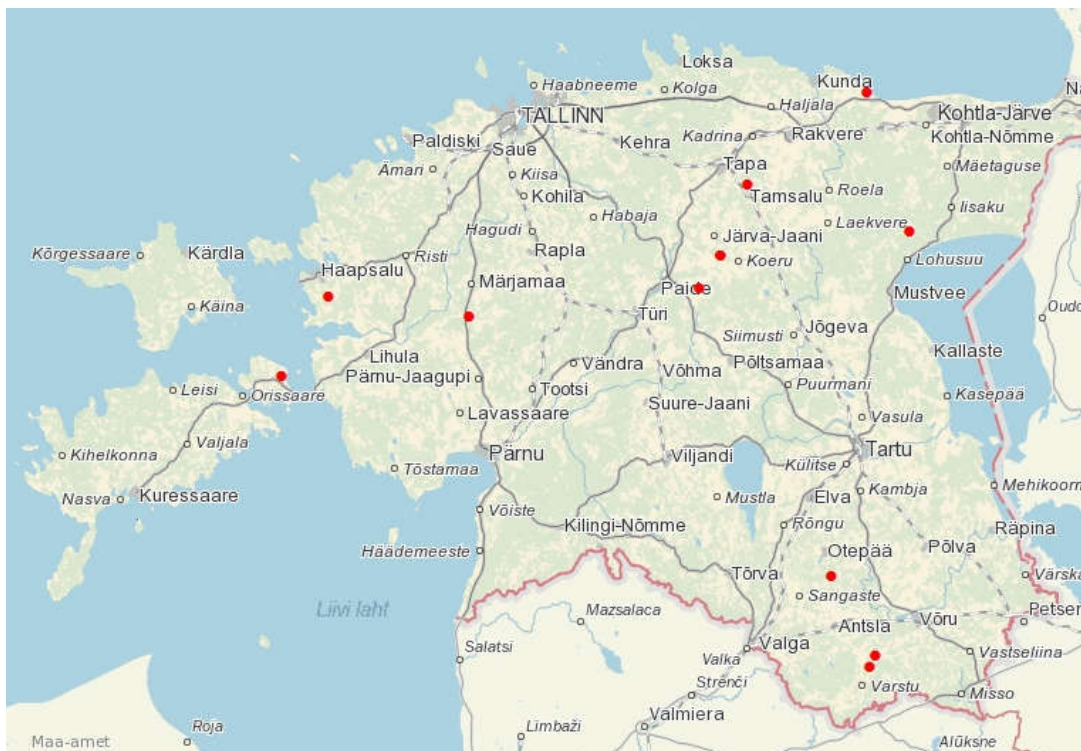 Loksa
Haabneeme
Kolga
Kunda
TALLINN
Haljala
Kohtla-Järve
Paldiski
Saue
Kehra
Kadrina
Rakvere
Kohtla-Nõmme
Ämari
Kiisa
Tapa
Mäetaguse
Kohila
Tamsalu
Roela
Habaja
Iisaku
Hagudi
Laekvere
Järva-Jaani
Kõrgessaare
Kärdla
Risti
Rapla
Koeru
Lohusuu
Haapsalu
Märjamaa
Paide
Mustvee
Käina
Türi
Siimusti
Jõgeva
Kallaste
Lihula
Vändra
Põltsamaa
Pärnu-Jaagupi
Võhma
Leisi
Orissaare
Tootsi
Puurmani
Kasepää
Lavassaare
Suure-Jaani
Vasula
Valjala
Pärnu
Viljandi
Tartu
Kihelkonna
Tõstamaa
Külitse
Nasva
Kuressaare
Mustla
Elva
Kambja
Võiste
Kilingi-Nõmme
Rõngu
Räpina
Häädemeeste
Otepää
Põlva
Tõrva
Sangaste
Liivi laht
Mazsalaca
Antsla
Võru
Salatsi
Valga
Valka
Vastseliina
Strenči
Varstu
Misso
Roja
Limbaži
Valmiera
Maa-amet
Alūksne